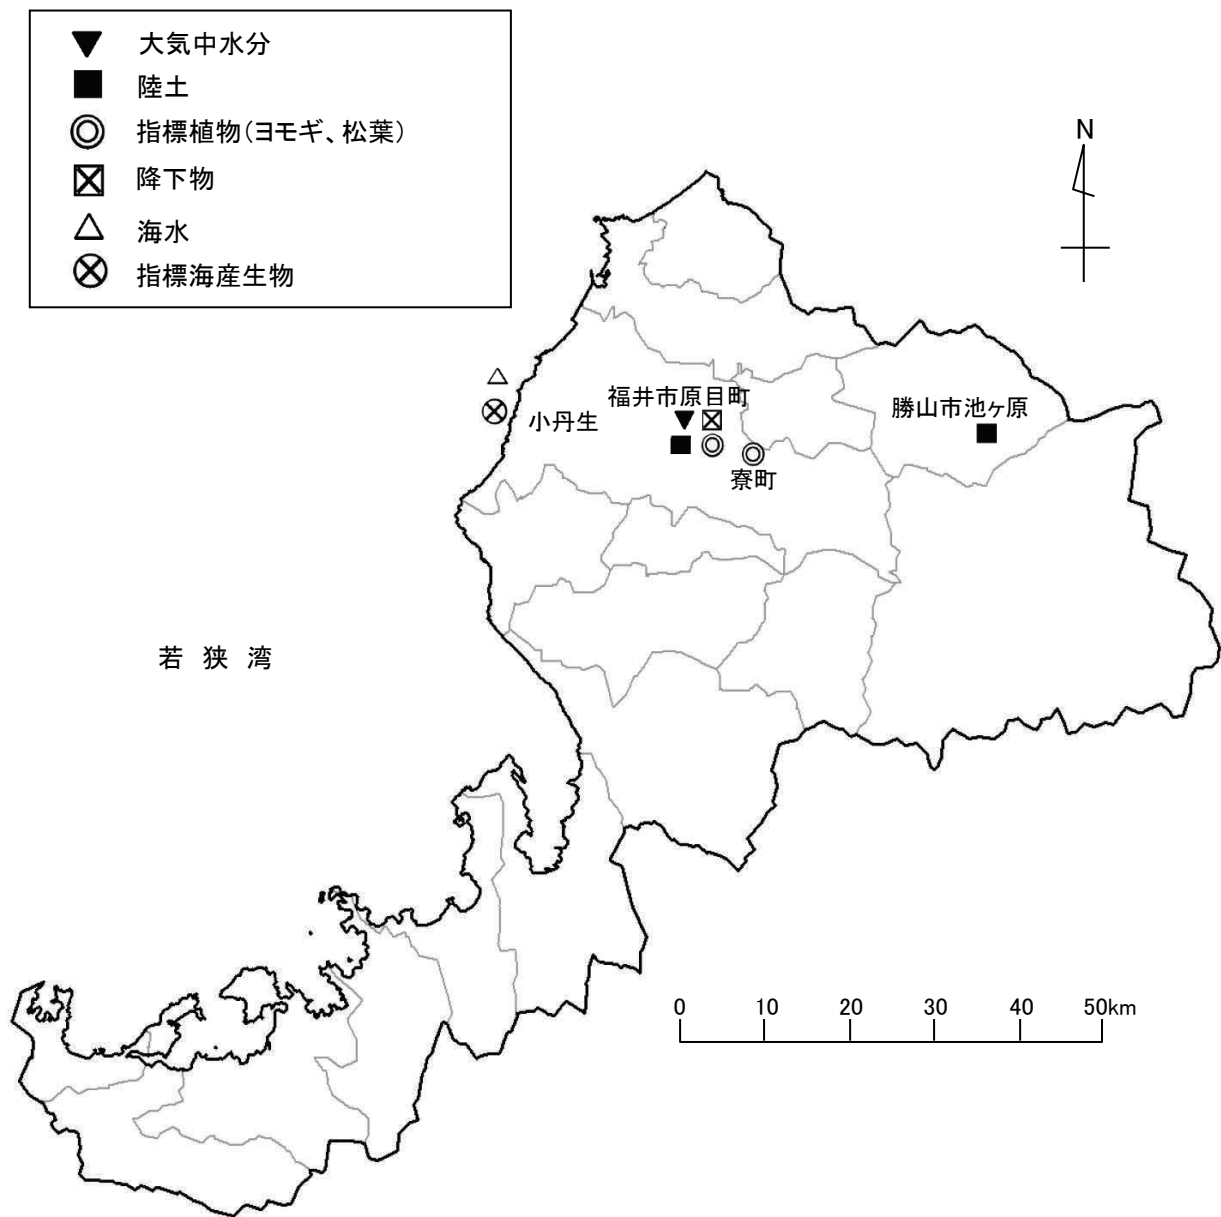 大気中水分
陸土
指標植物(ヨモギ、松葉)
降下物
海水
指標海産生物
N
福井市原目町
小丹生
寮町
勝山市池ヶ原
若狭湾
0 10 20 30 40 50km